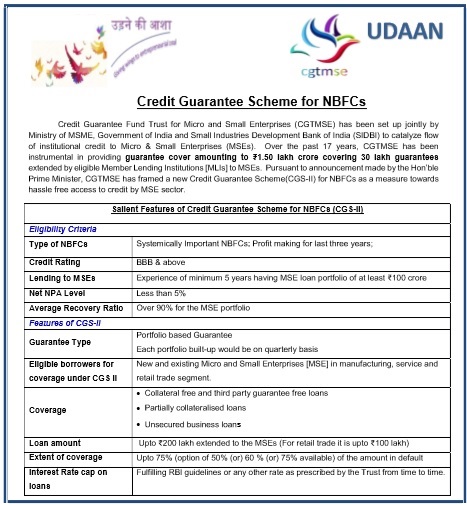 उड़ने की आशा
Giving wings to entrepreneurial zeal
cgtmse
UDAAN
Credit Guarantee Scheme for NBFCs
Credit Guarantee Fund Trust for Micro and Small Enterprises (CGTMSE) has been set up jointly by
Ministry of MSME, Government of India and Small Industries Development Bank of India (SIDBI) to catalyze flow
of institutional credit to Micro & Small Enterprises (MSEs). Over the past 17 years, CGTMSE has been
instrumental in providing guarantee cover amounting to ₹1.50 lakh crore covering 30 lakh guarantees
extended by eligible Member Lending Institutions [MLIs] to MSEs. Pursuant to announcement made by the Hon'ble
Prime Minister, CGTMSE has framed a new Credit Guarantee Scheme(CGS-II) for NBFCs as a measure towards
hassle free access to credit by MSE sector.
Salient Features of Credit Guarantee Scheme for NBFCs (CGS-II)
Eligibility Criteria
Type of NBFCs Systemically Important NBFCs; Profit making for last three years;
Credit Rating BBB & above
Lending to MSEs Experience of minimum 5 years having MSE loan portfolio of at least ₹100 crore
Net NPA Level Less than 5%
Average Recovery Ratio Over 90% for the MSE portfolio
Features of CGS-II
Guarantee Type Portfolio based Guarantee
Each portfolio built-up would be on quarterly basis
Eligible borrowers for New and existing Micro and Small Enterprises [MSE] in manufacturing, service and
coverage under CGS II retail trade segment.
Coverage • Collateral free and third party guarantee free loans
• Partially collateralised loans
• Unsecured business loans
Loan amount Upto ₹200 lakh extended to the MSEs (For retail trade it is upto ₹100 lakh)
Extent of coverage Upto 75% (option of 50% (or) 60 % (or) 75% available) of the amount in default
Interest Rate cap on Fulfilling RBI guidelines or any other rate as prescribed by the Trust from time to time.
loans